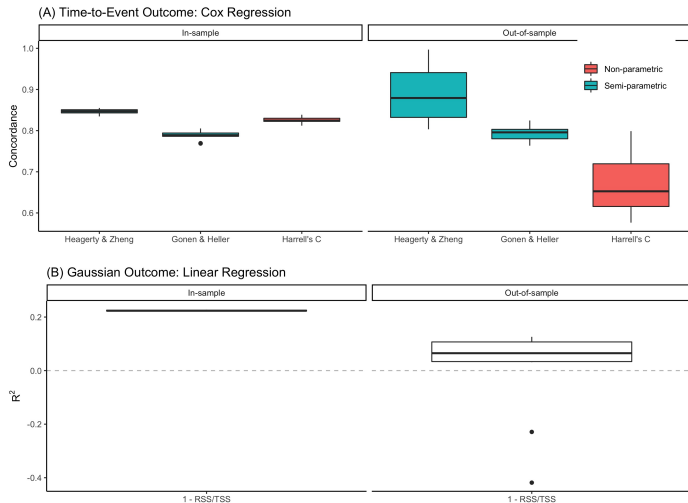 (A) Time-to-Event Outcome: Cox Regression
In-sample
Out-of-sample
Non-parametric
Semi-parametric
Concordance
1.0
0.9
0.8
0.7
0.6
Heagerty & Zheng
Gonen & Heller
Harrell's C
Heagerty & Zheng
Gonen & Heller
Harrell's C
(B) Gaussian Outcome: Linear Regression
In-sample
Out-of-sample
R²
0.2
0.0
-0.2
-0.4
1 - RSS/TSS
1 - RSS/TSS